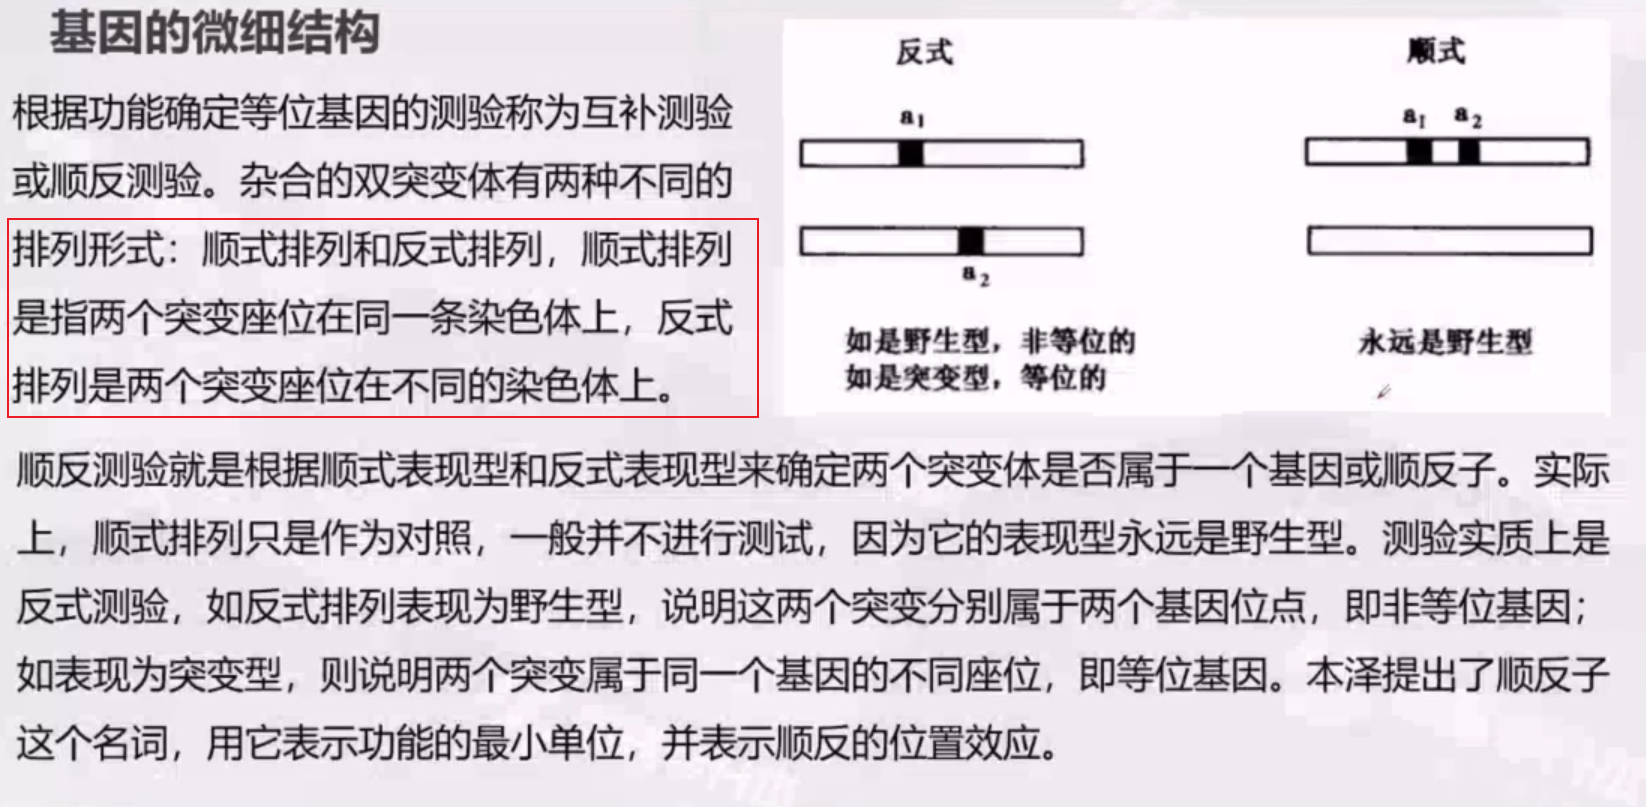 基因的微细结构
根据功能确定等位基因的测验称为互补测验
或顺反测验。杂合的双突变体有两种不同的
排列形式：顺式排列和反式排列，顺式排列
是指两个突变座位在同一条染色体上，反式
排列是两个突变座位在不同的染色体上。
反式
a1
a2
如是野生型，非等位的
如是突变型，等位的
顺式
a1 a2
永远是野生型
顺反测验就是根据顺式表现型和反式表现型来确定两个突变体是否属于一个基因或顺反子。实际
上，顺式排列只是作为对照，一般并不进行测试，因为它的表现型永远是野生型。测验实质上是
反式测验，如反式排列表现为野生型，说明这两个突变分别属于两个基因位点，即非等位基因；
如表现为突变型，则说明两个突变属于同一个基因的不同座位，即等位基因。本泽提出了顺反子
这个名词，用它表示功能的最小单位，并表示顺反的位置效应。